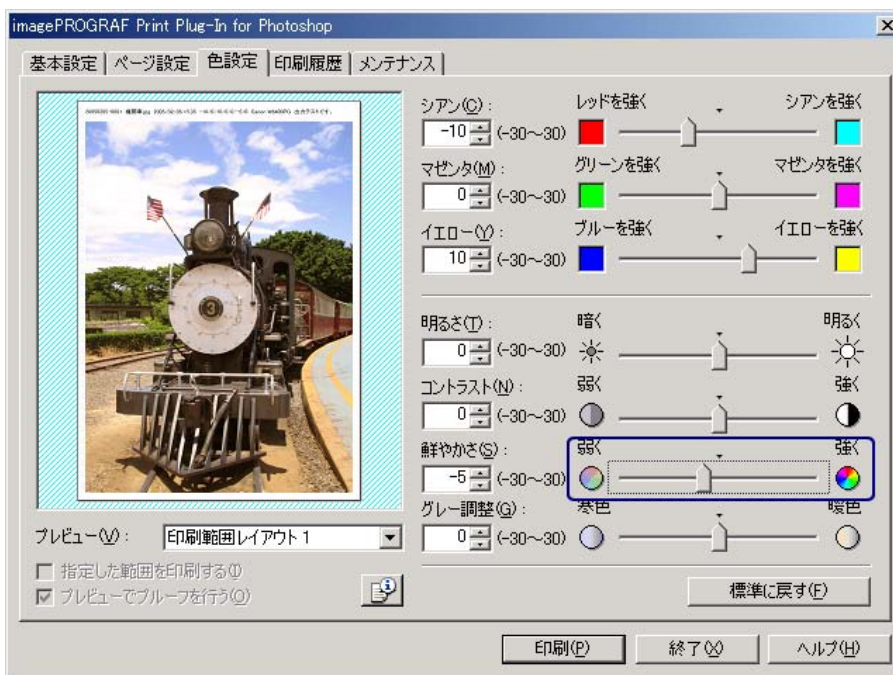 imagePROGRAF Print Plug-In for Photoshop
基本設定 ページ設定 色設定 印刷履歴 メンテナンス
シアン(C): レッドを強く シアンを強く
-10 (-30～30)
マゼンタ(M): グリーンを強く マゼンタを強く
0 (-30～30)
イエロー(Y): ブルーを強く イエローを強く
10 (-30～30)
明るさ(T): 暗く 明るく
0 (-30～30)
コントラスト(N): 弱く 強く
0 (-30～30)
鮮やかさ(S): 弱く 強く
-5 (-30～30)
グレー調整(G): 寒色 暖色
0 (-30～30)
3
プレビュー(V): 印刷範囲レイアウト 1
指定した範囲を印刷する(I)
プレビューでプルーフを行う(O)
標準に戻す(F)
印刷(P) 終了(X) ヘルプ(H)